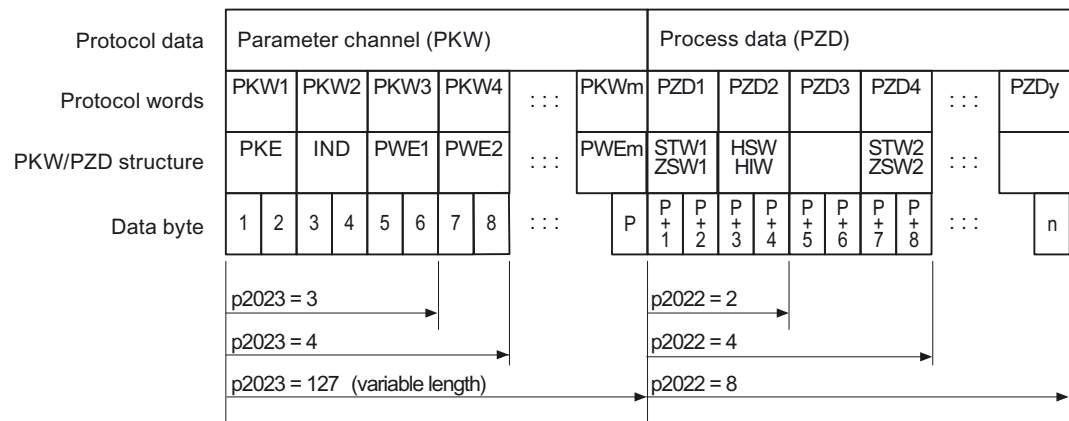 Protocol data Parameter channel (PKW) Process data (PZD)
Protocol words PKW1 PKW2 PKW3 PKW4 : : : PKWm PZD1 PZD2 PZD3 PZD4 : : : PZDy
PKW/PZD structure PKE IND PWE1 PWE2 : : : PWEm STW1 ZSW1 HSW HIW STW2 ZSW2 : : :
Data byte 1 2 3 4 5 6 7 8 : : : P P+1 P+2 P+3 P+4 P+5 P+6 P+7 P+8 : : : n
p2023 = 3 p2022 = 2
p2023 = 4 p2022 = 4
p2023 = 127 (variable length) p2022 = 8